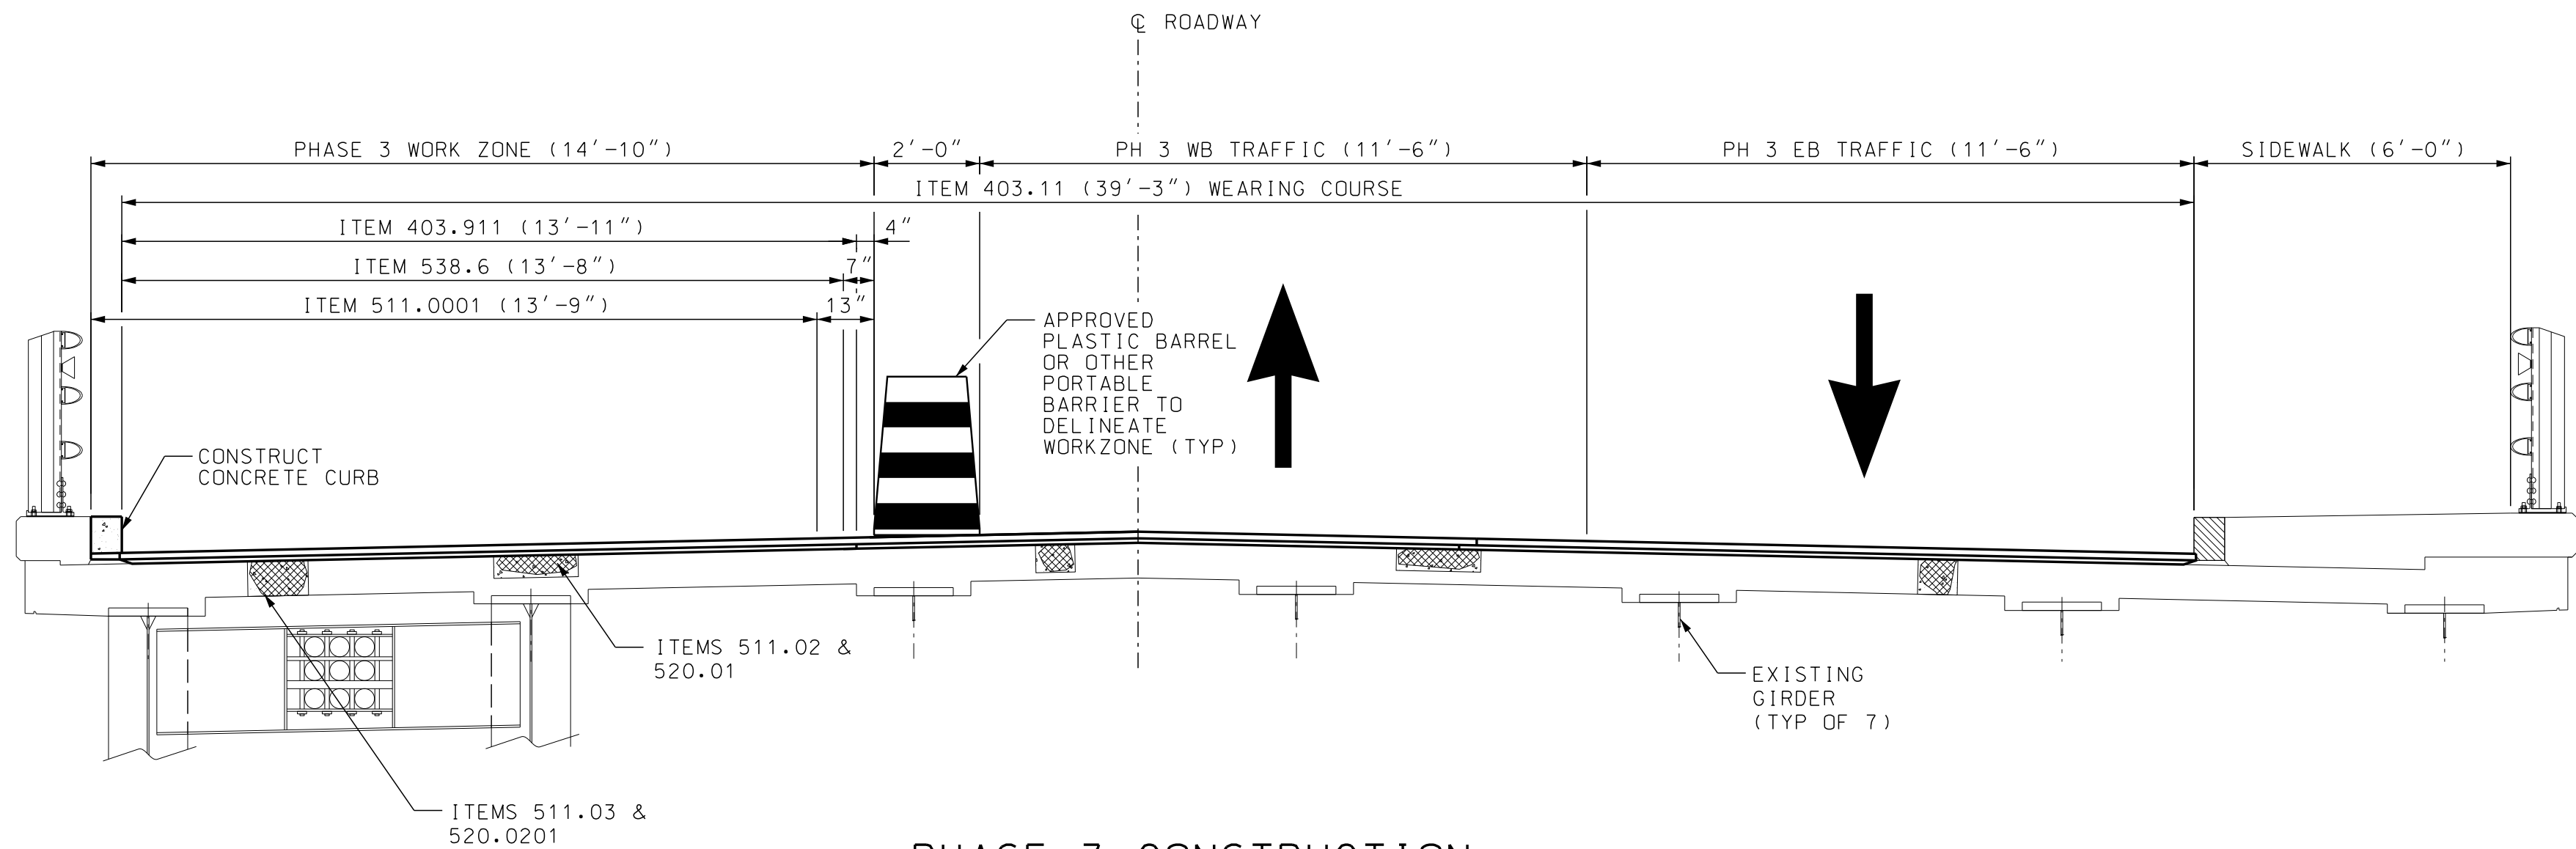 ℄ ROADWAY
PHASE 3 WORK ZONE (14'-10")
2'-0"
PH 3 WB TRAFFIC (11'-6")
PH 3 EB TRAFFIC (11'-6")
SIDEWALK (6'-0")
ITEM 403.11 (39'-3") WEARING COURSE
ITEM 403.911 (13'-11")
4"
ITEM 538.6 (13'-8")
7"
ITEM 511.0001 (13'-9")
13"
APPROVED
PLASTIC BARREL
OR OTHER
PORTABLE
BARRIER TO
DELINEATE
WORKZONE (TYP)
CONSTRUCT
CONCRETE CURB
ITEMS 511.02 &
520.01
EXISTING
GIRDER
(TYP OF 7)
ITEMS 511.03 &
520.0201
PHASE 3 CONSTRUCTION